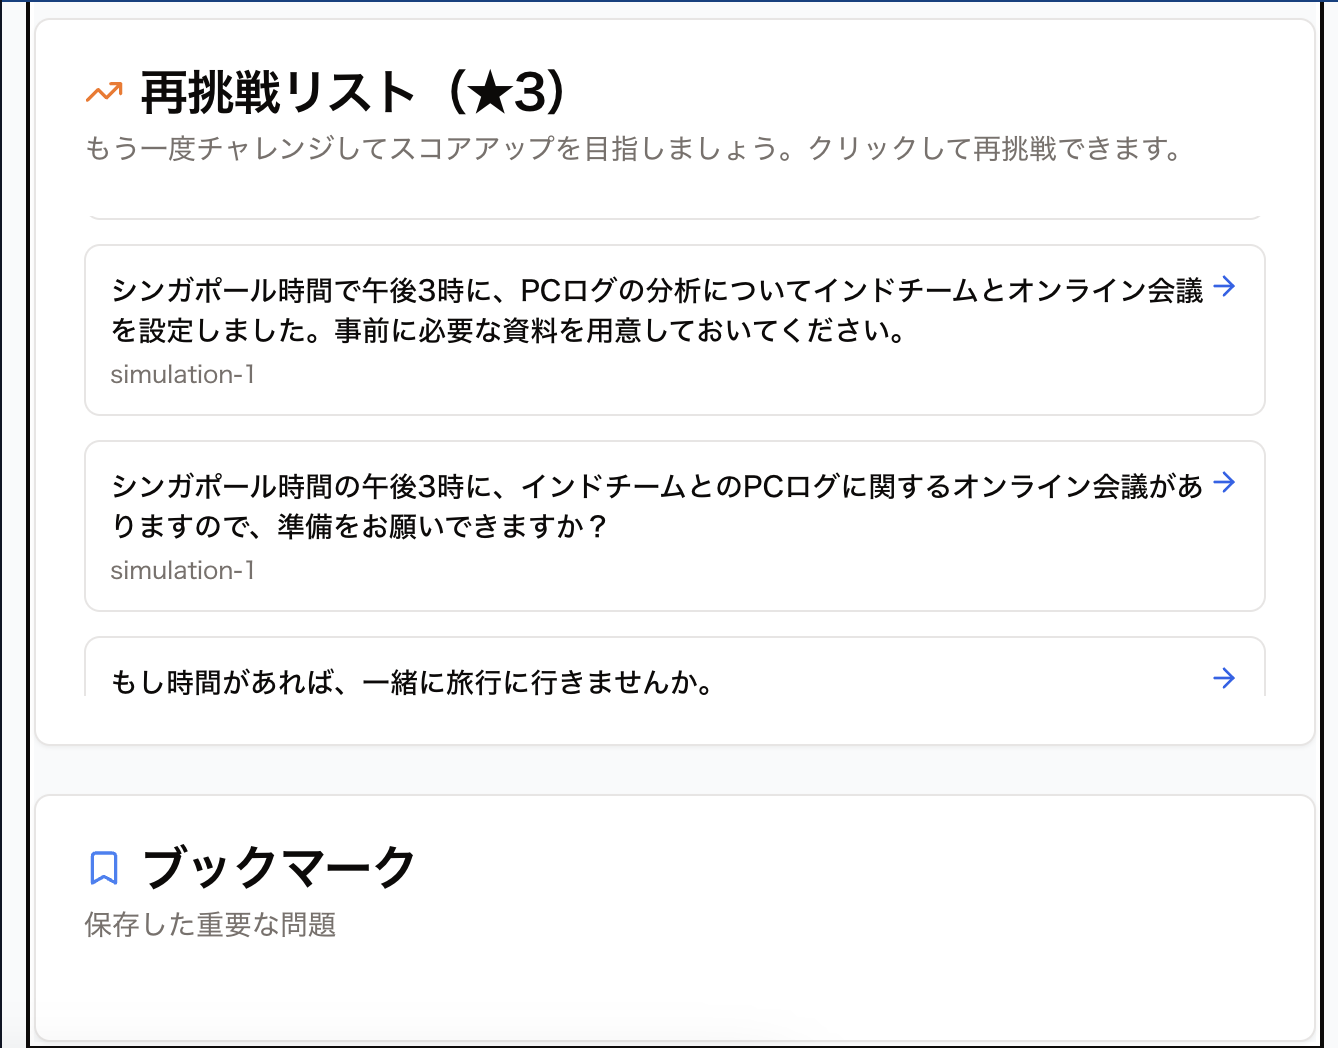 再挑戦リスト（★3）
もう一度チャレンジしてスコアアップを目指しましょう。クリックして再挑戦できます。
シンガポール時間で午後3時に、PCログの分析についてインドチームとオンライン会議
を設定しました。事前に必要な資料を用意しておいてください。
simulation-1
シンガポール時間の午後3時に、インドチームとのPCログに関するオンライン会議があ
りますので、準備をお願いできますか？
simulation-1
もし時間があれば、一緒に旅行に行きませんか。
ブックマーク
保存した重要な問題